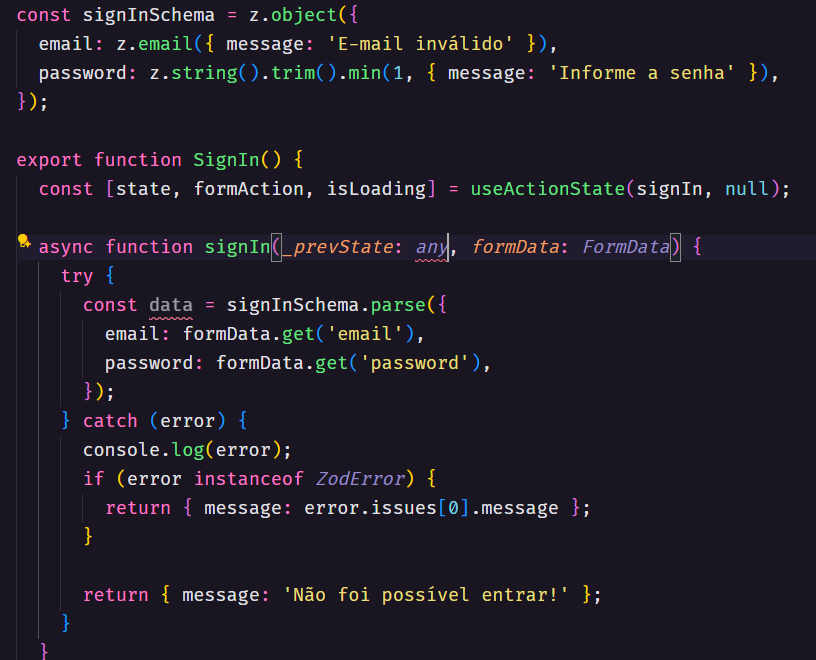 const signInSchema = z.object({
email: z.email({ message: 'E-mail inválido' }),
password: z.string().trim().min(1, { message: 'Informe a senha' }),
});
export function SignIn() {
const [state, formAction, isLoading] = useActionState(signIn, null);
async function signIn(_prevState: any, formData: FormData) {
try {
const data = signInSchema.parse({
email: formData.get('email'),
password: formData.get('password'),
});
} catch (error) {
console.log(error);
if (error instanceof ZodError) {
return { message: error.issues[0].message };
}
return { message: 'Não foi possível entrar!' };
}
}